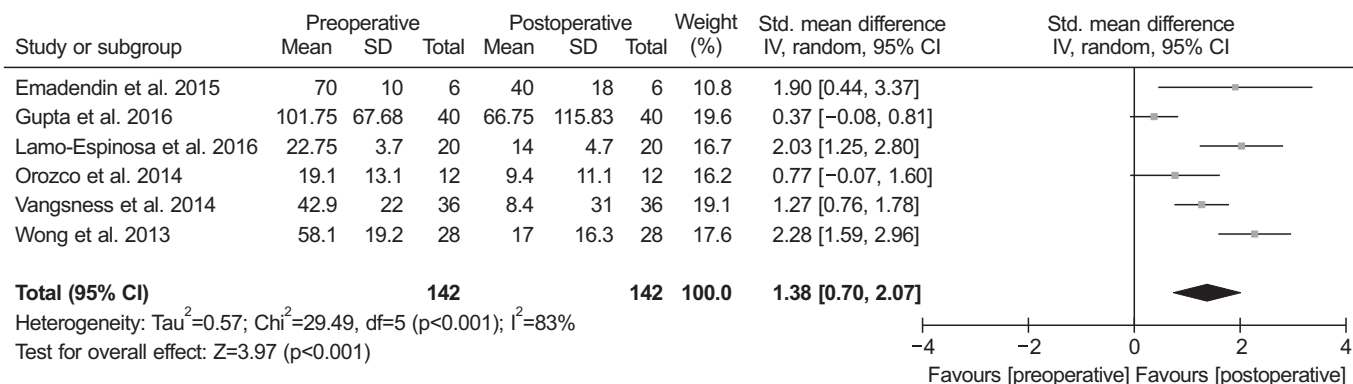 Preoperative Postoperative Weight Std. mean difference Std. mean difference
Study or subgroup Mean SD Total Mean SD Total (%) IV, random, 95% CI IV, random, 95% CI
Emadendin et al. 2015 70 10 6 40 18 6 10.8 1.90 [0.44, 3.37]
Gupta et al. 2016 101.75 67.68 40 66.75 115.83 40 19.6 0.37 [−0.08, 0.81]
Lamo-Espinosa et al. 2016 22.75 3.7 20 14 4.7 20 16.7 2.03 [1.25, 2.80]
Orozco et al. 2014 19.1 13.1 12 9.4 11.1 12 16.2 0.77 [−0.07, 1.60]
Vangsness et al. 2014 42.9 22 36 8.4 31 36 19.1 1.27 [0.76, 1.78]
Wong et al. 2013 58.1 19.2 28 17 16.3 28 17.6 2.28 [1.59, 2.96]
Total (95% CI) 142 142 100.0 1.38 [0.70, 2.07]
Heterogeneity: Tau²=0.57; Chi²=29.49, df=5 (p<0.001); I²=83%
Test for overall effect: Z=3.97 (p<0.001)
−4 −2 0 2 4
Favours [preoperative] Favours [postoperative]